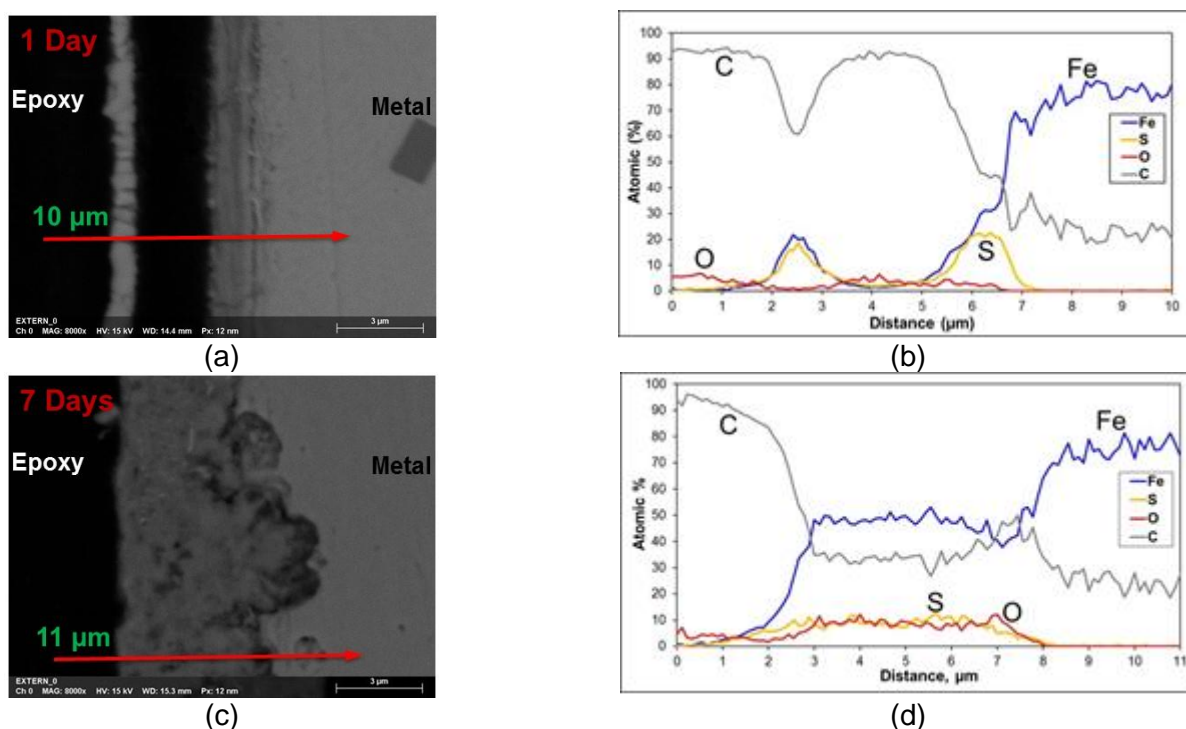 1 Day
Epoxy
Metal
10 µm
EXTERN_0
Ch 0 MAG: 8000x HV: 15 kV WD: 14.4 mm Px: 12 nm
3 µm
(a)
Atomic (%)
100
90
80
70
60
50
40
30
20
10
0
C
Fe
O
S
Fe
S
O
C
0 1 2 3 4 5 6 7 8 9 10
Distance (µm)
(b)
7 Days
Epoxy
Metal
11 µm
EXTERN_0
Ch 0 MAG: 8000x HV: 15 kV WD: 15.3 mm Px: 12 nm
3 µm
(c)
Atomic %
100
90
80
70
60
50
40
30
20
10
0
C
Fe
S
O
Fe
S
O
C
0 1 2 3 4 5 6 7 8 9 10 11
Distance, µm
(d)